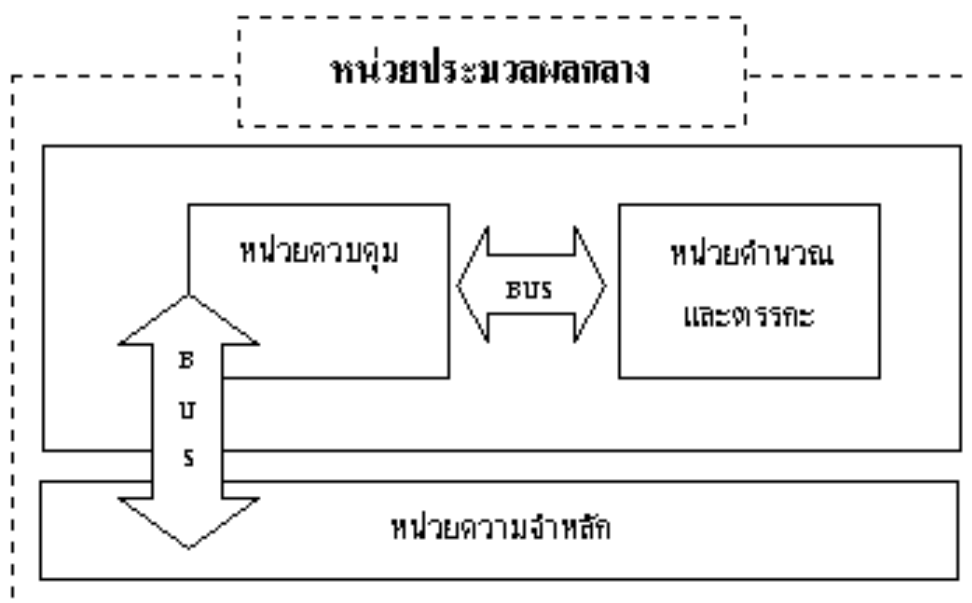 หน่วยประมวลผลกลาง
หน่วยควบคุม
BUS
หน่วยคำนวณ
และตรรกะ
B
U
S
หน่วยความจำหลัก